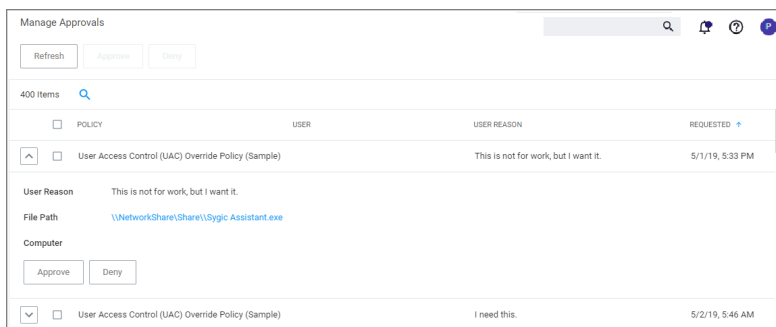 Manage Approvals
P
Refresh Approve Deny
400 Items
POLICY USER USER REASON REQUESTED
User Access Control (UAC) Override Policy (Sample) This is not for work, but I want it. 5/1/19, 5:33 PM
User Reason This is not for work, but I want it.
File Path \\NetworkShare\Share\\Sygic Assistant.exe
Computer
Approve Deny
User Access Control (UAC) Override Policy (Sample) I need this. 5/2/19, 5:46 AM